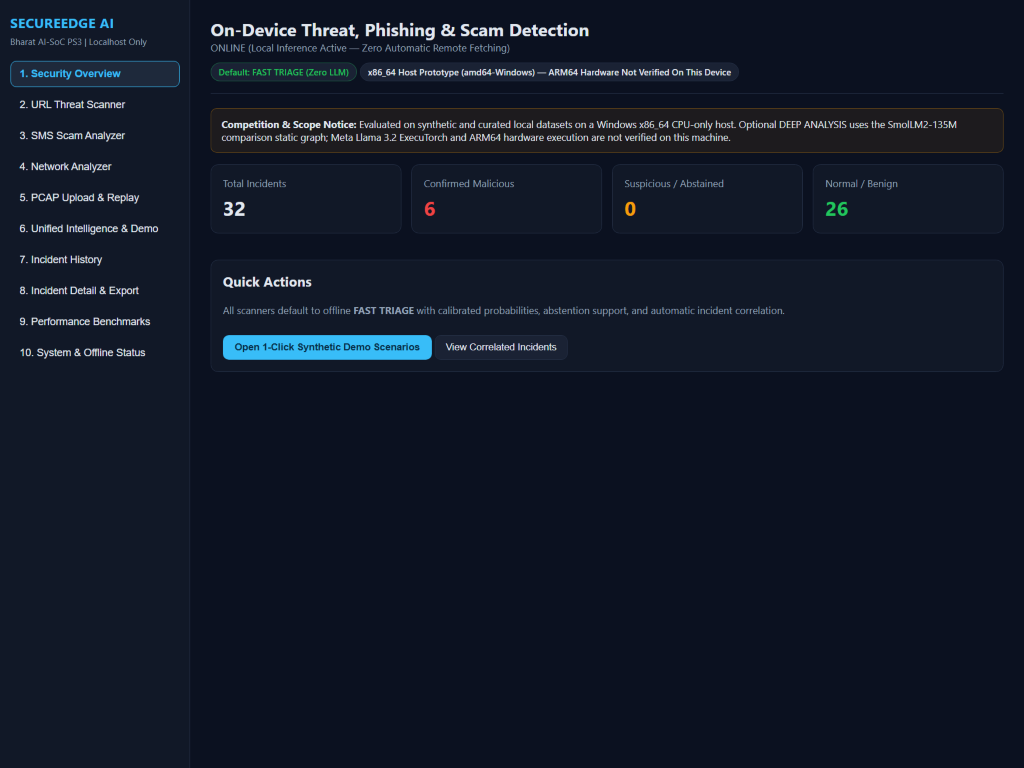 SECUREEDGE AI
Bharat AI-SoC PS3 | Localhost Only
1. Security Overview
2. URL Threat Scanner
3. SMS Scam Analyzer
4. Network Analyzer
5. PCAP Upload & Replay
6. Unified Intelligence & Demo
7. Incident History
8. Incident Detail & Export
9. Performance Benchmarks
10. System & Offline Status
On-Device Threat, Phishing & Scam Detection
ONLINE (Local Inference Active — Zero Automatic Remote Fetching)
Default: FAST TRIAGE (Zero LLM)
x86_64 Host Prototype (amd64-Windows) — ARM64 Hardware Not Verified On This Device
Competition & Scope Notice: Evaluated on synthetic and curated local datasets on a Windows x86_64 CPU-only host. Optional DEEP ANALYSIS uses the SmolLM2-135M
comparison static graph; Meta Llama 3.2 ExecuTorch and ARM64 hardware execution are not verified on this machine.
Total Incidents
32
Confirmed Malicious
6
Suspicious / Abstained
0
Normal / Benign
26
Quick Actions
All scanners default to offline FAST TRIAGE with calibrated probabilities, abstention support, and automatic incident correlation.
Open 1-Click Synthetic Demo Scenarios
View Correlated Incidents